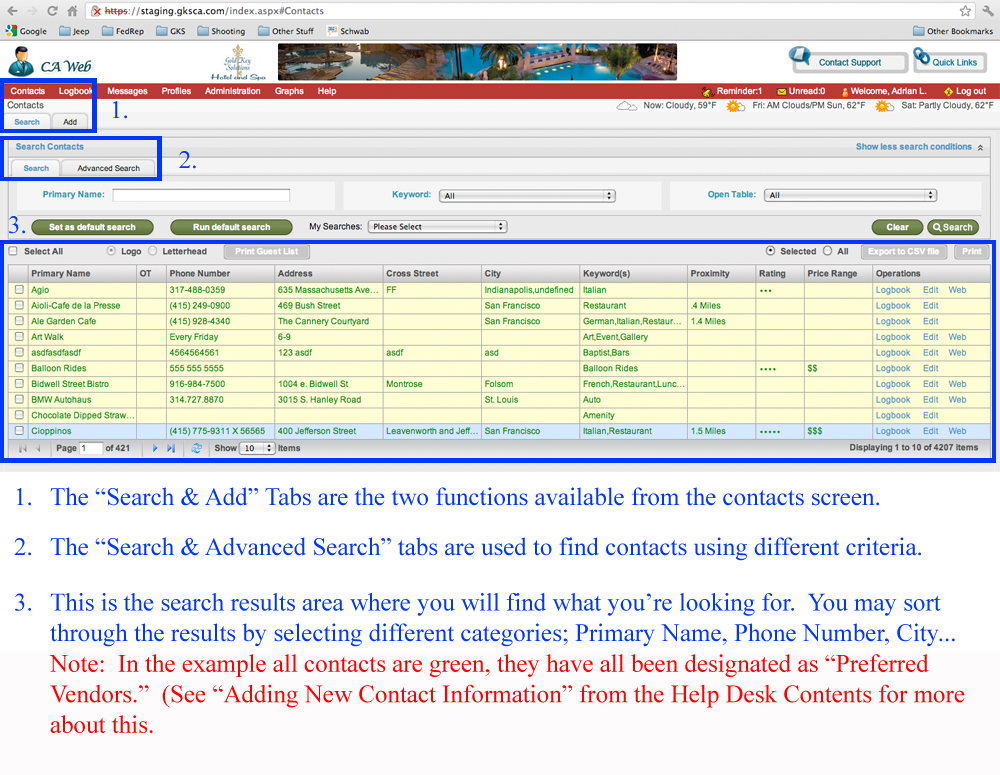 https://staging.gksca.com/index.aspx#Contacts
Google Jeep FedRep GKS Shooting Other Stuff Schwab Other Bookmarks
CA Web Gold Key Solutions Hotel and Spa Contact Support Quick Links
Contacts Logbook Messages Profiles Administration Graphs Help Reminder:1 Unread:0 Welcome, Adrian L. Log out
Contacts 1. Now: Cloudy, 59°F Fri: AM Clouds/PM Sun, 62°F Sat: Partly Cloudy, 62°F
Search Add
Search Contacts Show less search conditions
Search Advanced Search 2.
Primary Name: Keyword: All Open Table: All
3. Set as default search Run default search My Searches: Please Select Clear Search
Select All Logo Letterhead Print Guest List Selected All Export to CSV file Print
Primary Name OT Phone Number Address Cross Street City Keyword(s) Proximity Rating Price Range Operations
Agio 317-488-0359 635 Massachusetts Ave... FF Indianapolis,undefined Italian ••• Logbook Edit Web
Aioli-Cafe de la Presse (415) 249-0900 469 Bush Street San Francisco Restaurant .4 Miles Logbook Edit
Ale Garden Cafe (415) 928-4340 The Cannery Courtyard San Francisco German,Italian,Restaur... 1.4 Miles Logbook Edit
Art Walk Every Friday 6-9 Art,Event,Gallery Logbook Edit Web
asdfasdfasdf 4564564561 123 asdf asdf asd Baptist,Bars Logbook Edit Web
Balloon Rides 555 555 5555 Balloon Rides •••• $$ Logbook Edit
Bidwell Street Bistro 916-984-7500 1004 e. Bidwell St Montrose Folsom French,Restaurant,Lunc... Logbook Edit Web
BMW Autohaus 314.727.8870 3015 S. Hanley Road St. Louis Auto Logbook Edit Web
Chocolate Dipped Straw... Amenity Logbook Edit
Cioppinos (415) 775-9311 X 56565 400 Jefferson Street Leavenworth and Jeff... San Francisco Italian,Restaurant 1.5 Miles ••••• $$$ Logbook Edit Web
Page 1 of 421 Show 10 Items Displaying 1 to 10 of 4207 items
1. The “Search & Add” Tabs are the two functions available from the contacts screen.
2. The “Search & Advanced Search” tabs are used to find contacts using different criteria.
3. This is the search results area where you will find what you’re looking for. You may sort
through the results by selecting different categories; Primary Name, Phone Number, City...
Note: In the example all contacts are green, they have all been designated as “Preferred
Vendors.” (See “Adding New Contact Information” from the Help Desk Contents for more
about this.